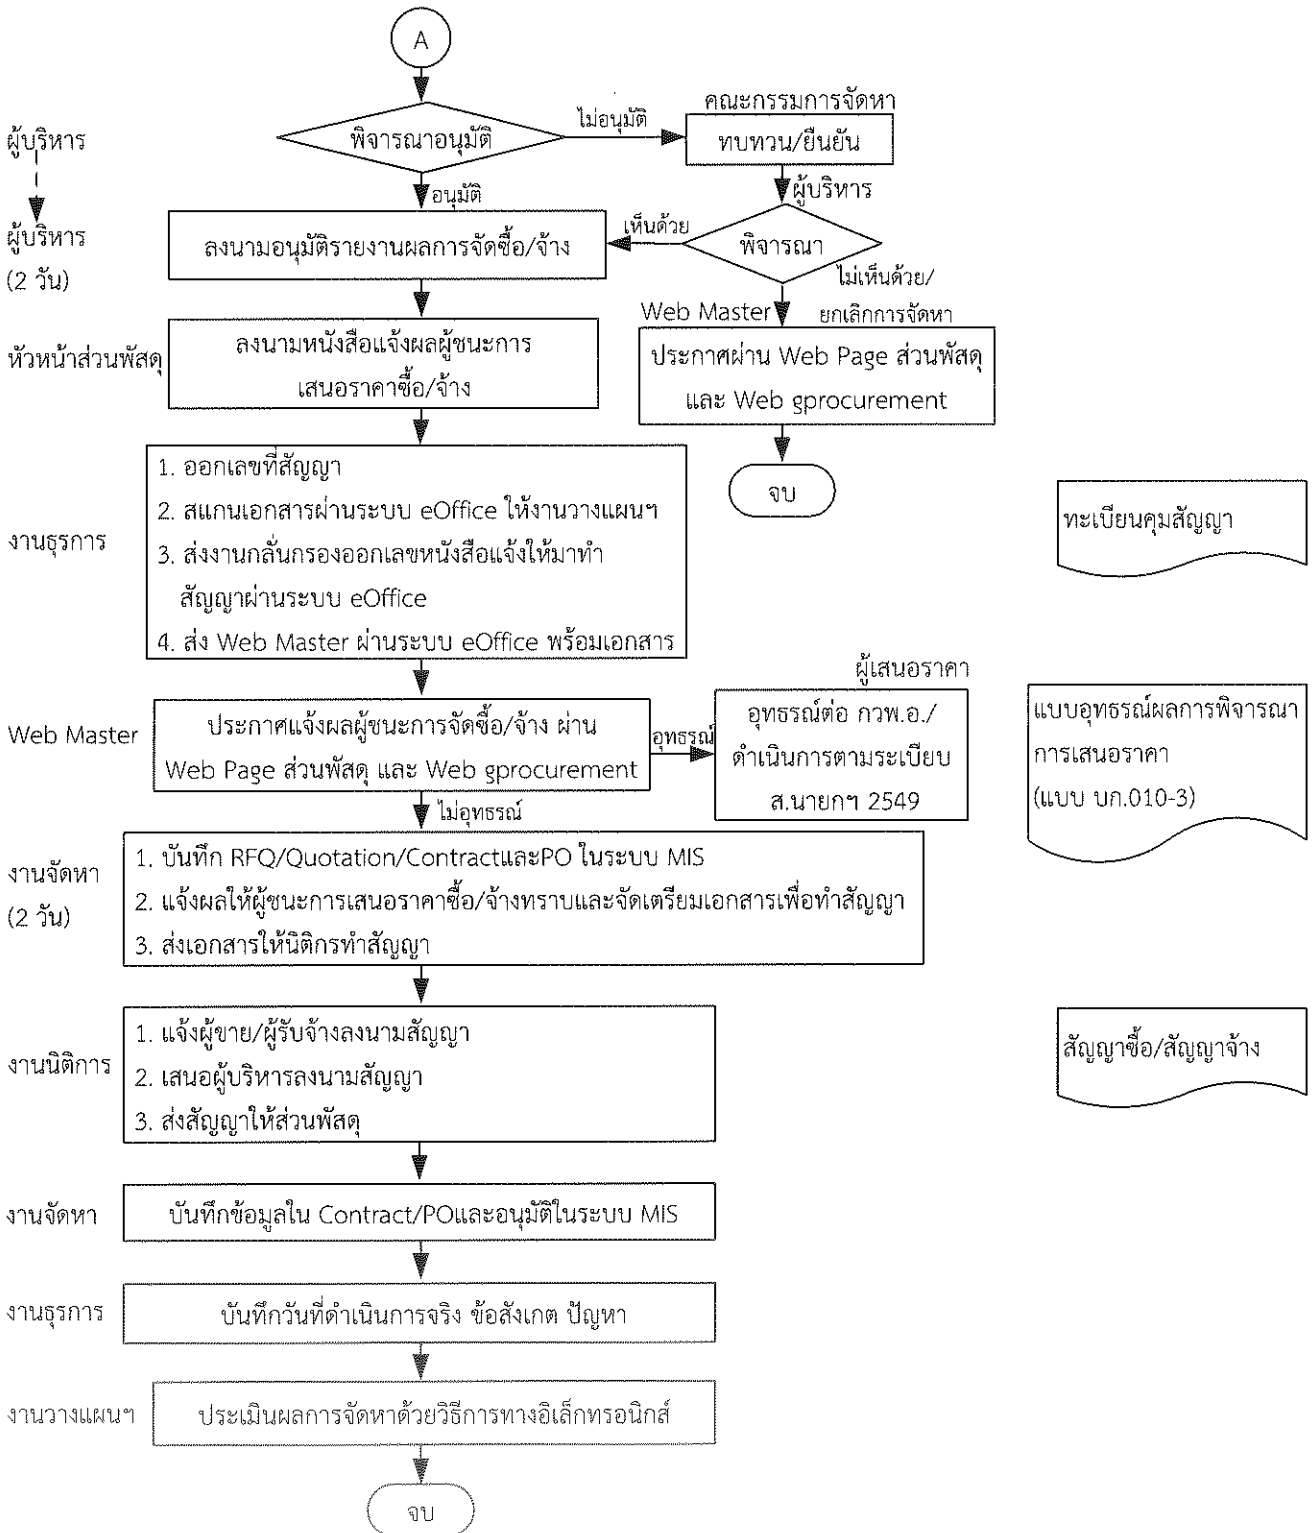 A
คณะกรรมการจัดหา
ไม่อนุมัติ
ผู้บริหาร
พิจารณาอนุมัติ
ทบทวน/ยืนยัน
อนุมัติ
ผู้บริหาร
ผู้บริหาร
(2 วัน)
ลงนามอนุมัติรายงานผลการจัดซื้อ/จ้าง
เห็นด้วย
พิจารณา
ไม่เห็นด้วย/
ยกเลิกการจัดหา
Web Master
หัวหน้าส่วนพัสดุ
ลงนามหนังสือแจ้งผลผู้ชนะการ
เสนอราคาซื้อ/จ้าง
ประกาศผ่าน Web Page ส่วนพัสดุ
และ Web gprocurement
จบ
งานธุรการ
1. ออกเลขที่สัญญา
2. สแกนเอกสารผ่านระบบ eOffice ให้งานวางแผนฯ
3. ส่งงานกลั่นกรองออกเลขหนังสือแจ้งให้มาทำ
สัญญาผ่านระบบ eOffice
4. ส่ง Web Master ผ่านระบบ eOffice พร้อมเอกสาร
ทะเบียนคุมสัญญา
ผู้เสนอราคา
Web Master
ประกาศแจ้งผลผู้ชนะการจัดซื้อ/จ้าง ผ่าน
Web Page ส่วนพัสดุ และ Web gprocurement
อุทธรณ์
อุทธรณ์ต่อ กวพ.อ./
ดำเนินการตามระเบียบ
ส.นายกฯ 2549
แบบอุทธรณ์ผลการพิจารณา
การเสนอราคา
(แบบ บก.010-3)
ไม่อุทธรณ์
งานจัดหา
(2 วัน)
1. บันทึก RFQ/Quotation/Contractและ​PO ในระบบ MIS
2. แจ้งผลให้ผู้ชนะการเสนอราคาซื้อ/จ้างทราบและจัดเตรียมเอกสารเพื่อทำสัญญา
3. ส่งเอกสารให้นิติกรทำสัญญา
งานนิติการ
1. แจ้งผู้ขาย/ผู้รับจ้างลงนามสัญญา
2. เสนอผู้บริหารลงนามสัญญา
3. ส่งสัญญาให้ส่วนพัสดุ
สัญญาซื้อ/สัญญาจ้าง
งานจัดหา
บันทึกข้อมูลใน Contract/POและอนุมัติในระบบ MIS
งานธุรการ
บันทึกวันที่ดำเนินการจริง ข้อสังเกต ปัญหา
งานวางแผนฯ
ประเมินผลการจัดหาด้วยวิธีการทางอิเล็กทรอนิกส์
จบ